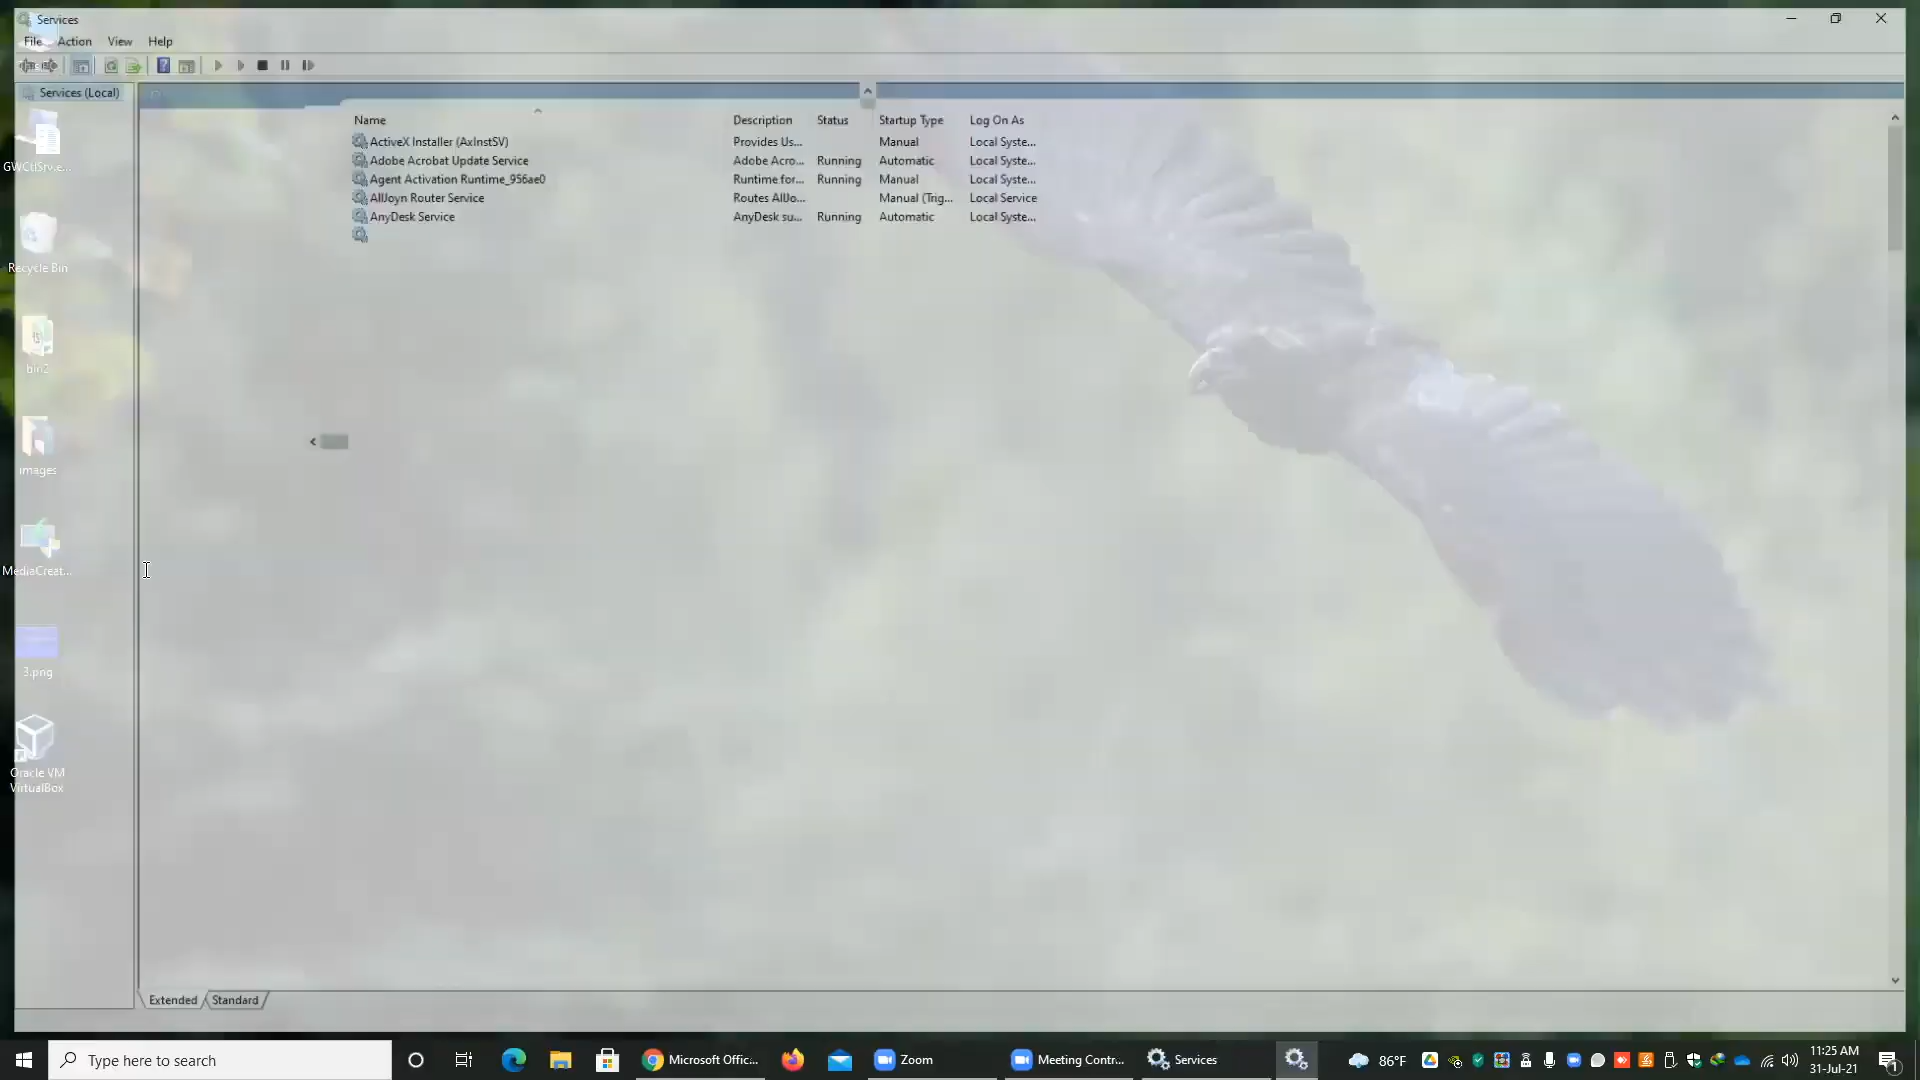 Services
File Action View Help
Services (Local)
Name Description Status Startup Type Log On As
ActiveX Installer (AxInstSV) Provides Us... Manual Local Syste...
Adobe Acrobat Update Service Adobe Acro... Running Automatic Local Syste...
Agent Activation Runtime_956ae0 Runtime for... Running Manual Local Syste...
AllJoyn Router Service Routes AllJo... Manual (Trig... Local Service
AnyDesk Service AnyDesk su... Running Automatic Local Syste...
GWCtlSrv.e...
Recycle Bin
bin2
images
MediaCreat...
3.png
Oracle VM
VirtualBox
Extended Standard
Type here to search
Microsoft Offic...
Zoom
Meeting Contr...
Services
86°F
11:25 AM
31-Jul-21
1